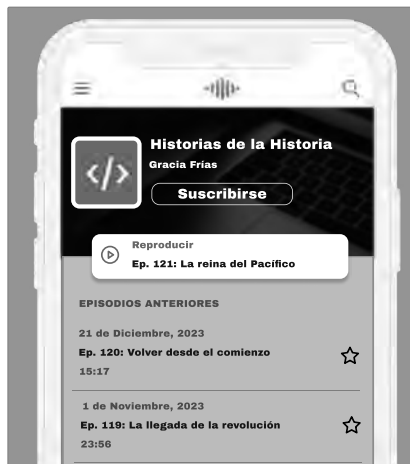 Historias de la Historia
Gracia Frías
</>
Suscribirse
Reproducir
Ep. 121: La reina del Pacífico
EPISODIOS ANTERIORES
21 de Diciembre, 2023
Ep. 120: Volver desde el comienzo
15:17
1 de Noviembre, 2023
Ep. 119: La llegada de la revolución
23:56